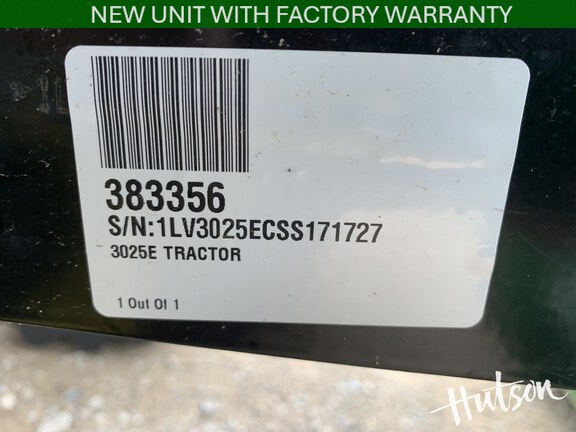 NEW UNIT WITH FACTORY WARRANTY
383356
S/N:1LV3025ECSS171727
3025E TRACTOR
1 Out Of 1
Hutson